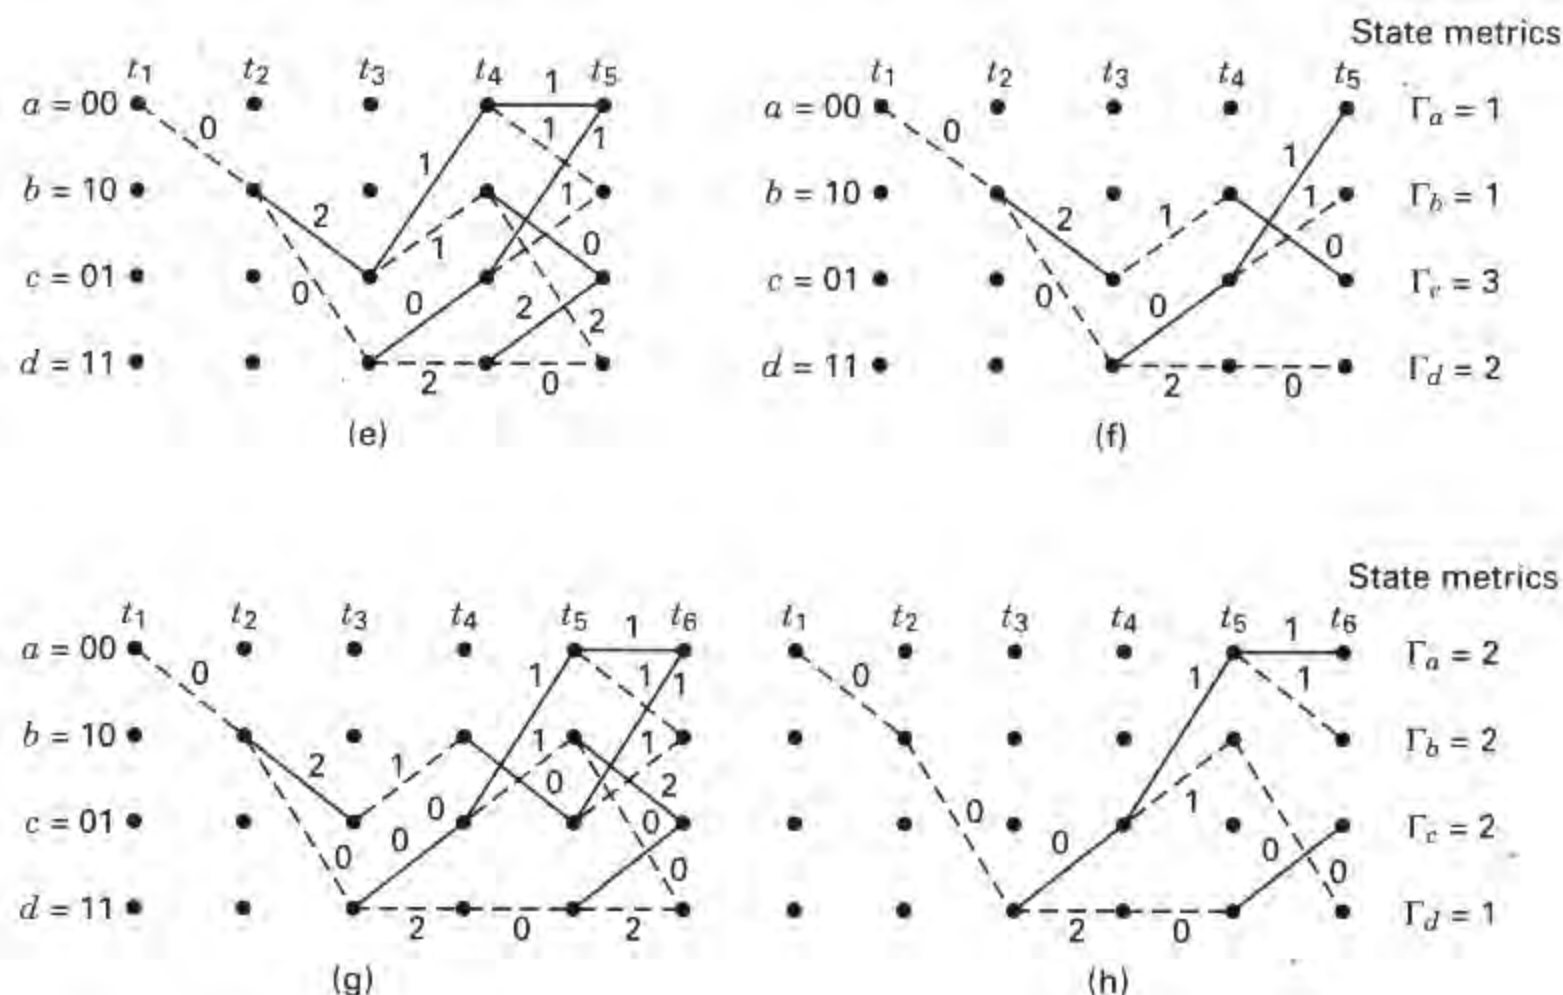 State metrics
t1 t2 t3 t4 1 t5
t1 t2 t3 t4 t5
a = 00 0 1 1 1
a = 00 0 1 Γa = 1
b = 10 2 1 1 0
b = 10 2 1 1 0 Γb = 1
c = 01 0 0 2 2
c = 01 0 0 Γc = 3
d = 11 2 0
d = 11 2 0 Γd = 2
(e)
(f)
State metrics
t1 t2 t3 t4 t5 1 t6
t1 t2 t3 t4 t5 1 t6
a = 00 0 1 1 1
a = 00 0 1 1 Γa = 2
b = 10 2 1 1 0 1 2
Γb = 2
c = 01 0 0 0 0 0
0 0 1 0 0 Γc = 2
d = 11 2 0 2
2 0 Γd = 1
(g)
(h)